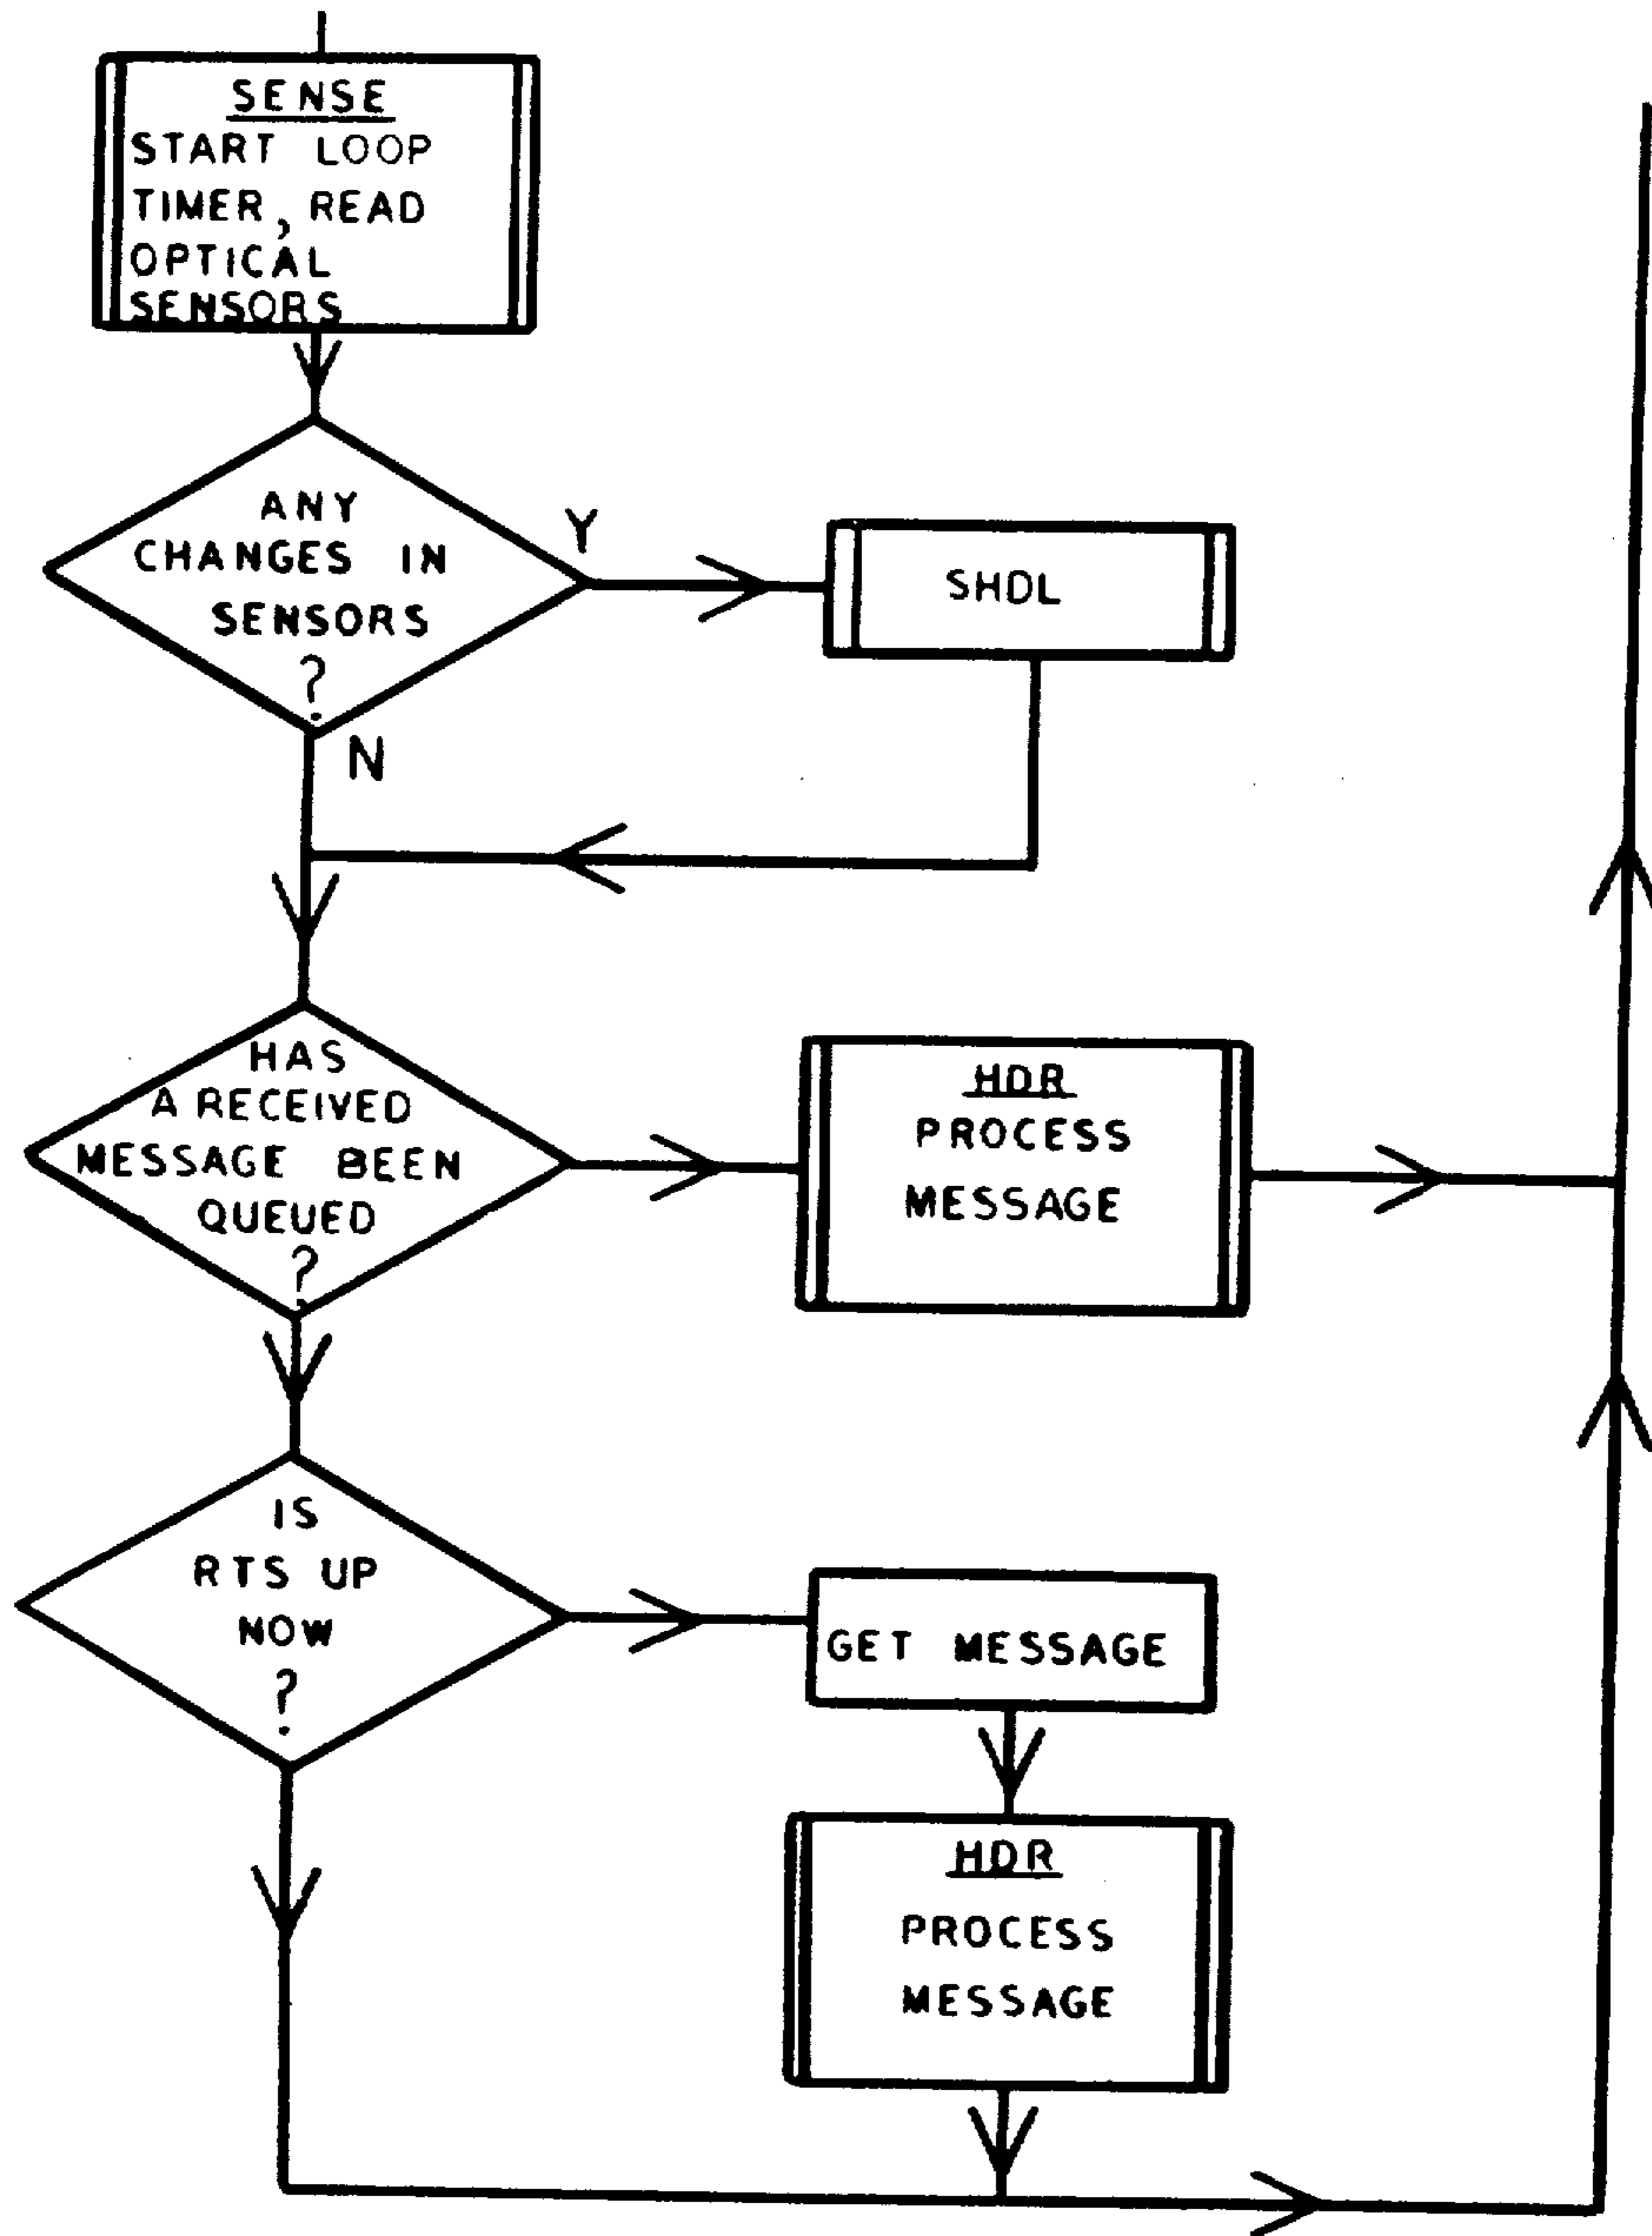 SENSE
START LOOP
TIMER, READ
OPTICAL
SENSORS
ANY
CHANGES IN
SENSORS
?
Y
SHDL
N
HAS
A RECEIVED
MESSAGE BEEN
QUEUED
?
HDR
PROCESS
MESSAGE
IS
RTS UP
NOW
?
GET MESSAGE
HDR
PROCESS
MESSAGE